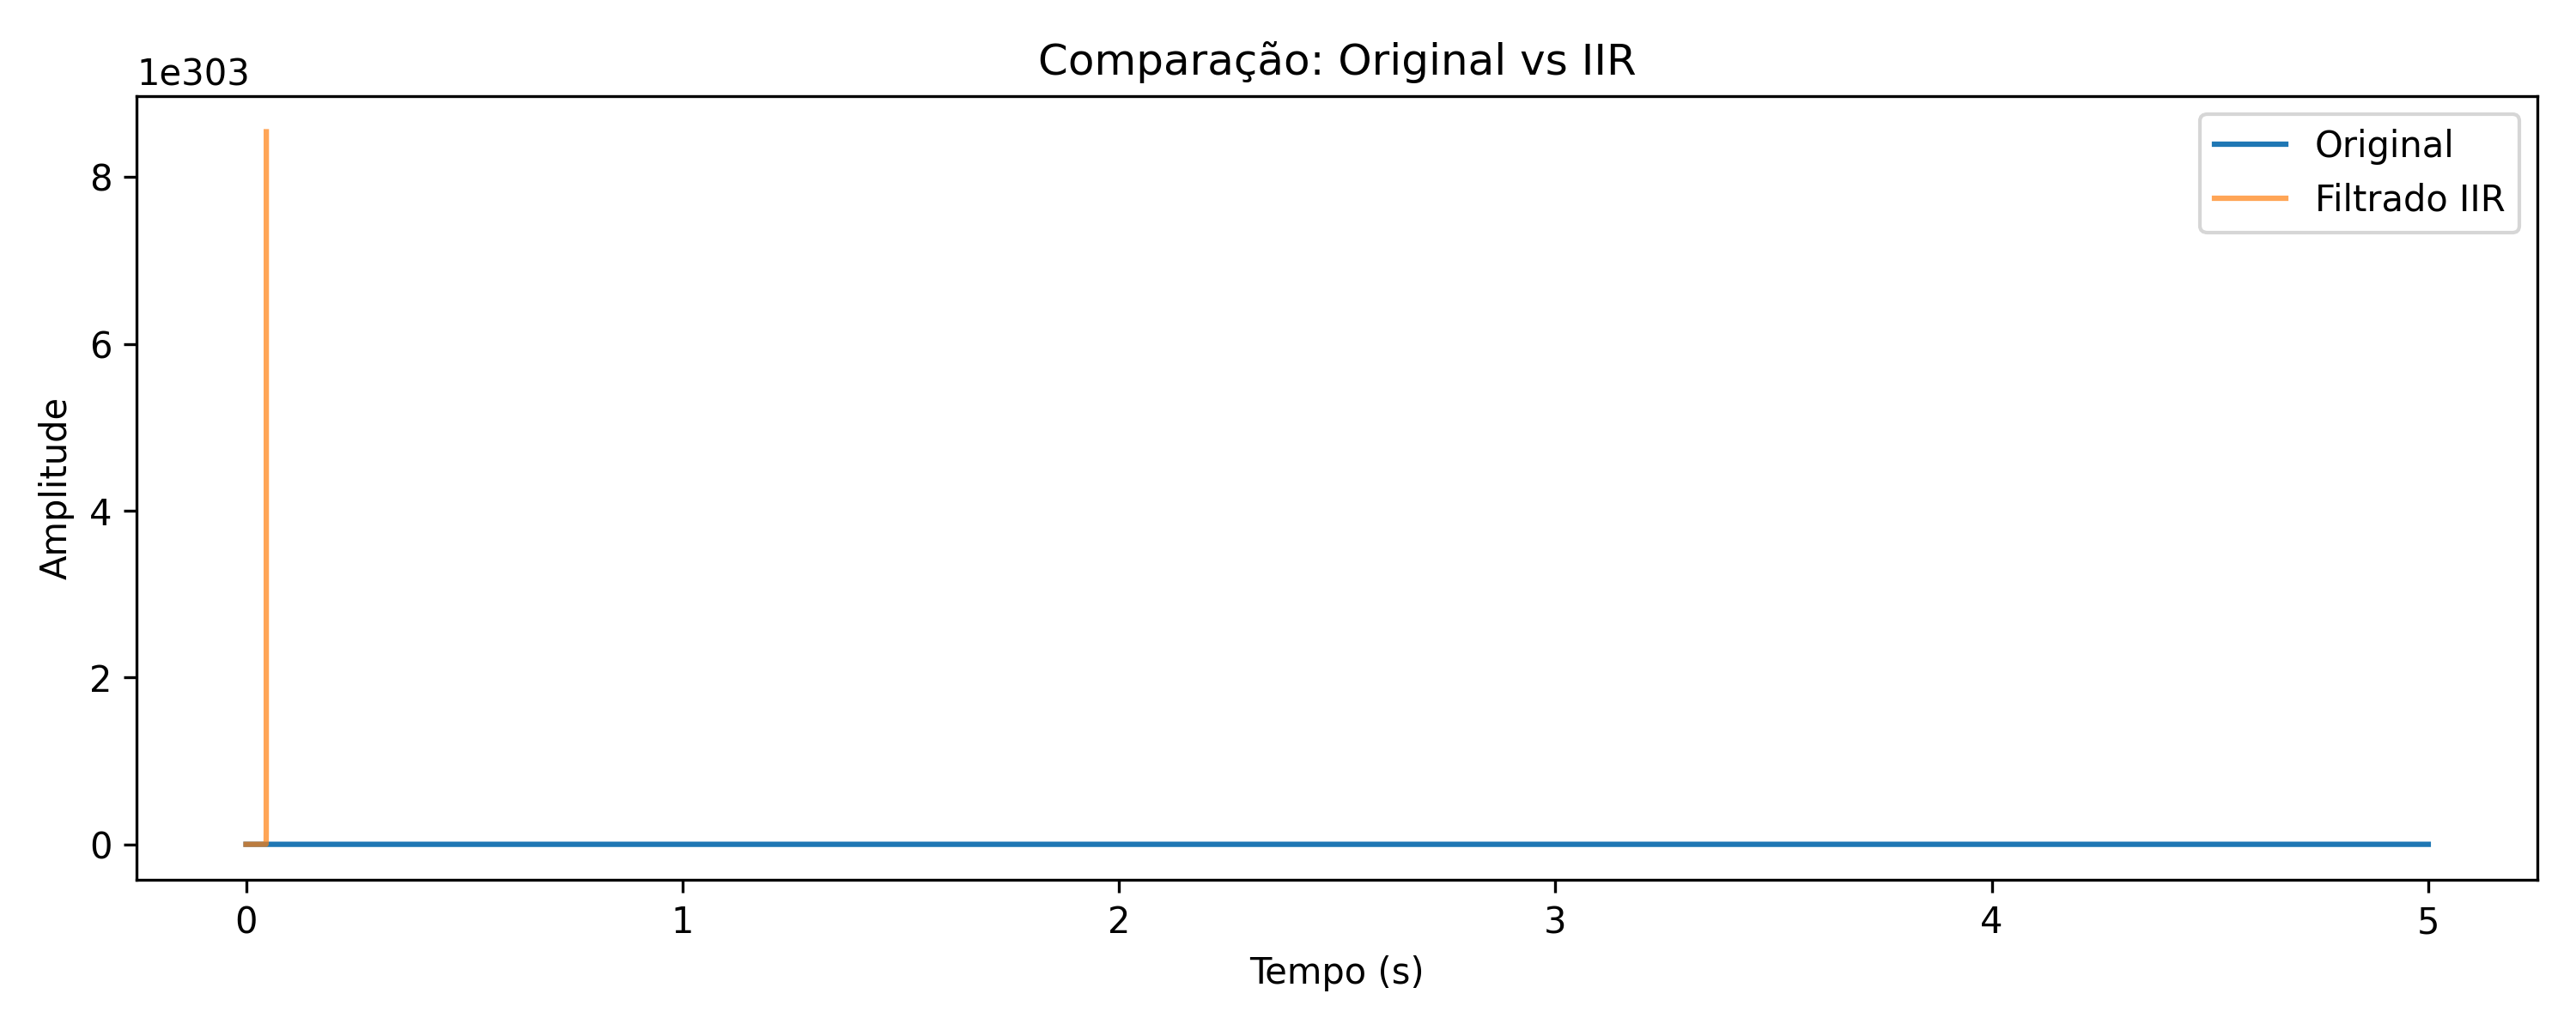 Comparação: Original vs IIR
1e303
Original
Filtrado IIR
8
6
4
2
0
Amplitude
0 1 2 3 4 5
Tempo (s)